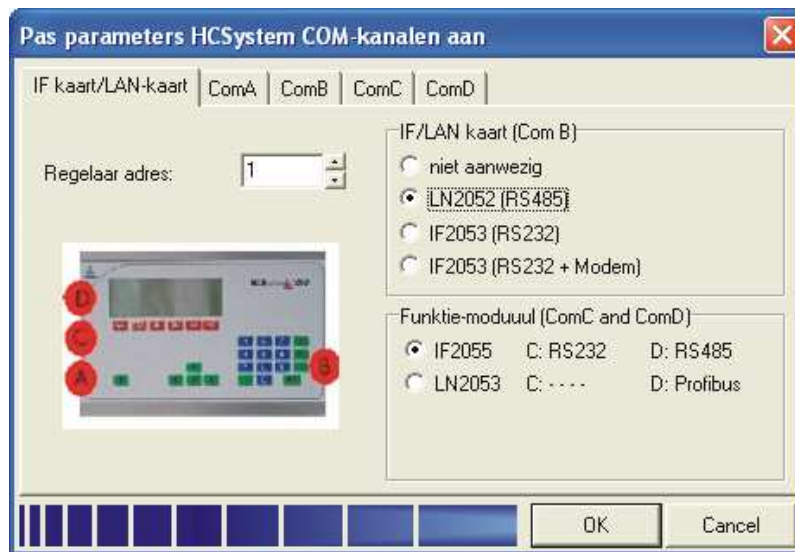 Pas parameters HCSystem COM-kanalen aan
IF kaart/LAN-kaart ComA ComB ComC ComD
Regelaar adres: 1
IF/LAN kaart (Com B)
niet aanwezig
LN2052 (RS485)
IF2053 (RS232)
IF2053 (RS232 + Modem)
D
C
A
B
Funktie-moduuul (ComC and ComD)
IF2055 C: RS232 D: RS485
LN2053 C: - - - - D: Profibus
OK Cancel